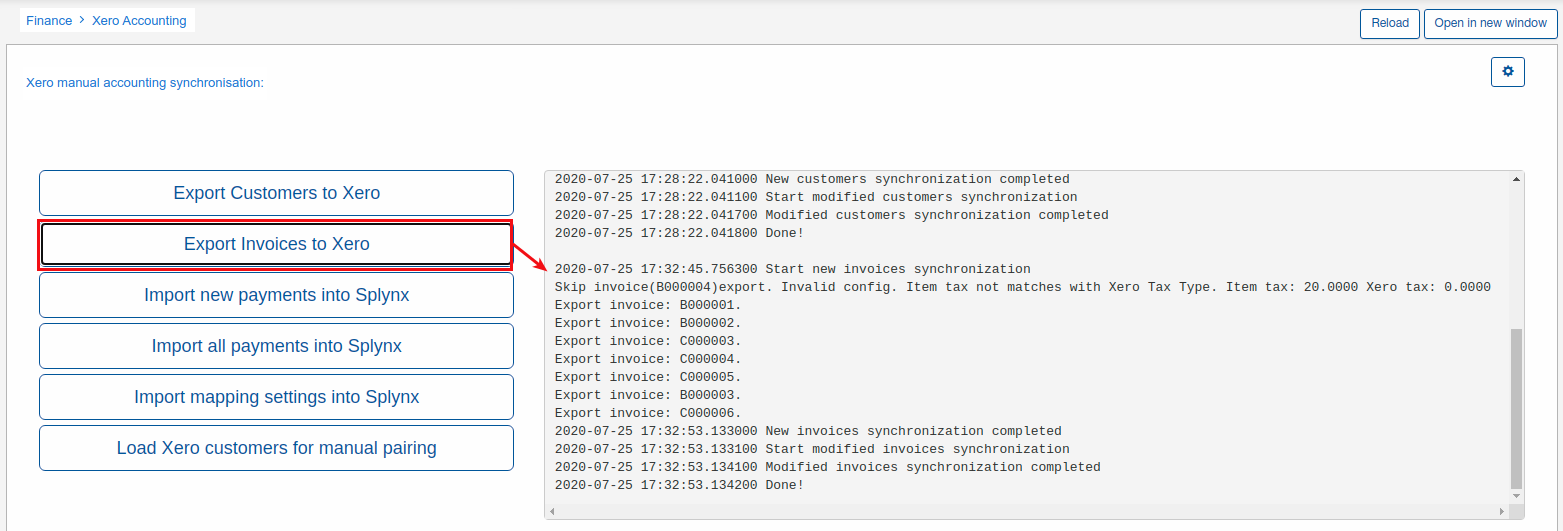 Finance > Xero Accounting
Reload
Open in new window
Xero manual accounting synchronisation:
Export Customers to Xero
Export Invoices to Xero
Import new payments into Splynx
Import all payments into Splynx
Import mapping settings into Splynx
Load Xero customers for manual pairing
2020-07-25 17:28:22.041000 New customers synchronization completed
2020-07-25 17:28:22.041100 Start modified customers synchronization
2020-07-25 17:28:22.041700 Modified customers synchronization completed
2020-07-25 17:28:22.041800 Done!
2020-07-25 17:32:45.756300 Start new invoices synchronization
Skip invoice(B000004)export. Invalid config. Item tax not matches with Xero Tax Type. Item tax: 20.0000 Xero tax: 0.0000
Export invoice: B000001.
Export invoice: B000002.
Export invoice: C000003.
Export invoice: C000004.
Export invoice: C000005.
Export invoice: B000003.
Export invoice: C000006.
2020-07-25 17:32:53.133000 New invoices synchronization completed
2020-07-25 17:32:53.133100 Start modified invoices synchronization
2020-07-25 17:32:53.134100 Modified invoices synchronization completed
2020-07-25 17:32:53.134200 Done!